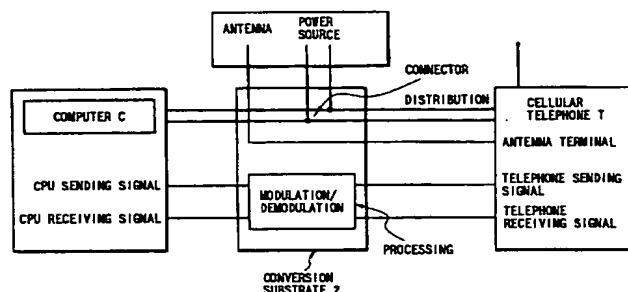 ANTENNA
POWER
SOURCE
CONNECTOR
COMPUTER C
DISTRIBUTION
CELLULAR
TELEPHONE T
ANTENNA TERMINAL
CPU SENDING SIGNAL
MODULATION/
DEMODULATION
TELEPHONE SENDING
SIGNAL
CPU RECEIVING SIGNAL
TELEPHONE
RECEIVING SIGNAL
PROCESSING
CONVERSION
SUBSTRATE 2